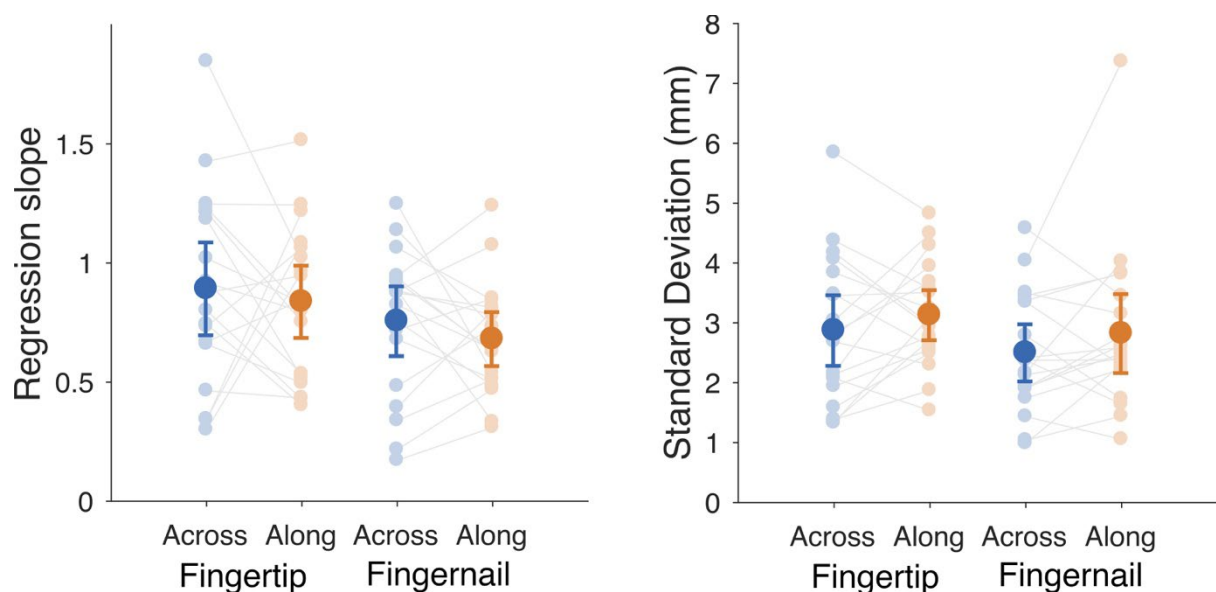 Regression slope
1.5
1
0.5
0
Across Along Across Along
Fingertip Fingernail
Standard Deviation (mm)
8
7
6
5
4
3
2
1
0
Across Along Across Along
Fingertip Fingernail